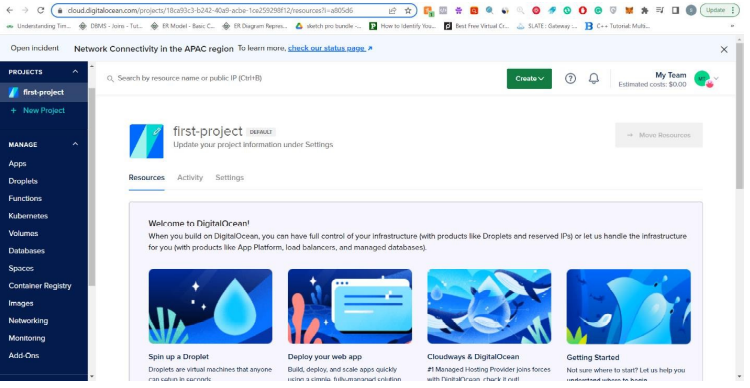 cloud.digitalocean.com/projects/18ca93c3-b242-40a9-acbe-1ce259298f12/resources?i=a805d6
Update
Understanding Tim...
DBMS - Joins - Tut...
ER Model - Basic C...
ER Diagram Repres...
sketch pro bundle -...
How to Identify You...
Best Free Virtual Cr...
SLATE : Gateway :...
C++ Tutorial: Multi...
»
Open incident Network Connectivity in the APAC region To learn more, check our status page
PROJECTS
first-project
+ New Project
MANAGE
Apps
Droplets
Functions
Kubernetes
Volumes
Databases
Spaces
Container Registry
Images
Networking
Monitoring
Add-Ons
Search by resource name or public IP (Ctrl+B)
Create
?
My Team
Estimated costs: $0.00
MT
first-project DEFAULT
Update your project information under Settings
Move Resources
Resources Activity Settings
Welcome to DigitalOcean!
When you build on DigitalOcean, you can have full control of your infrastructure (with products like Droplets and reserved IPs) or let us handle the infrastructure
for you (with products like App Platform, load balancers, and managed databases).
Spin up a Droplet
Droplets are virtual machines that anyone
can setup in seconds
Deploy your web app
Build, deploy, and scale apps quickly
using a simple, fully-managed solution
Cloudways & DigitalOcean
#1 Managed Hosting Provider joins forces
with DigitalOcean, check it out!
Getting Started
Not sure where to start? Let us help you
understand where to begin